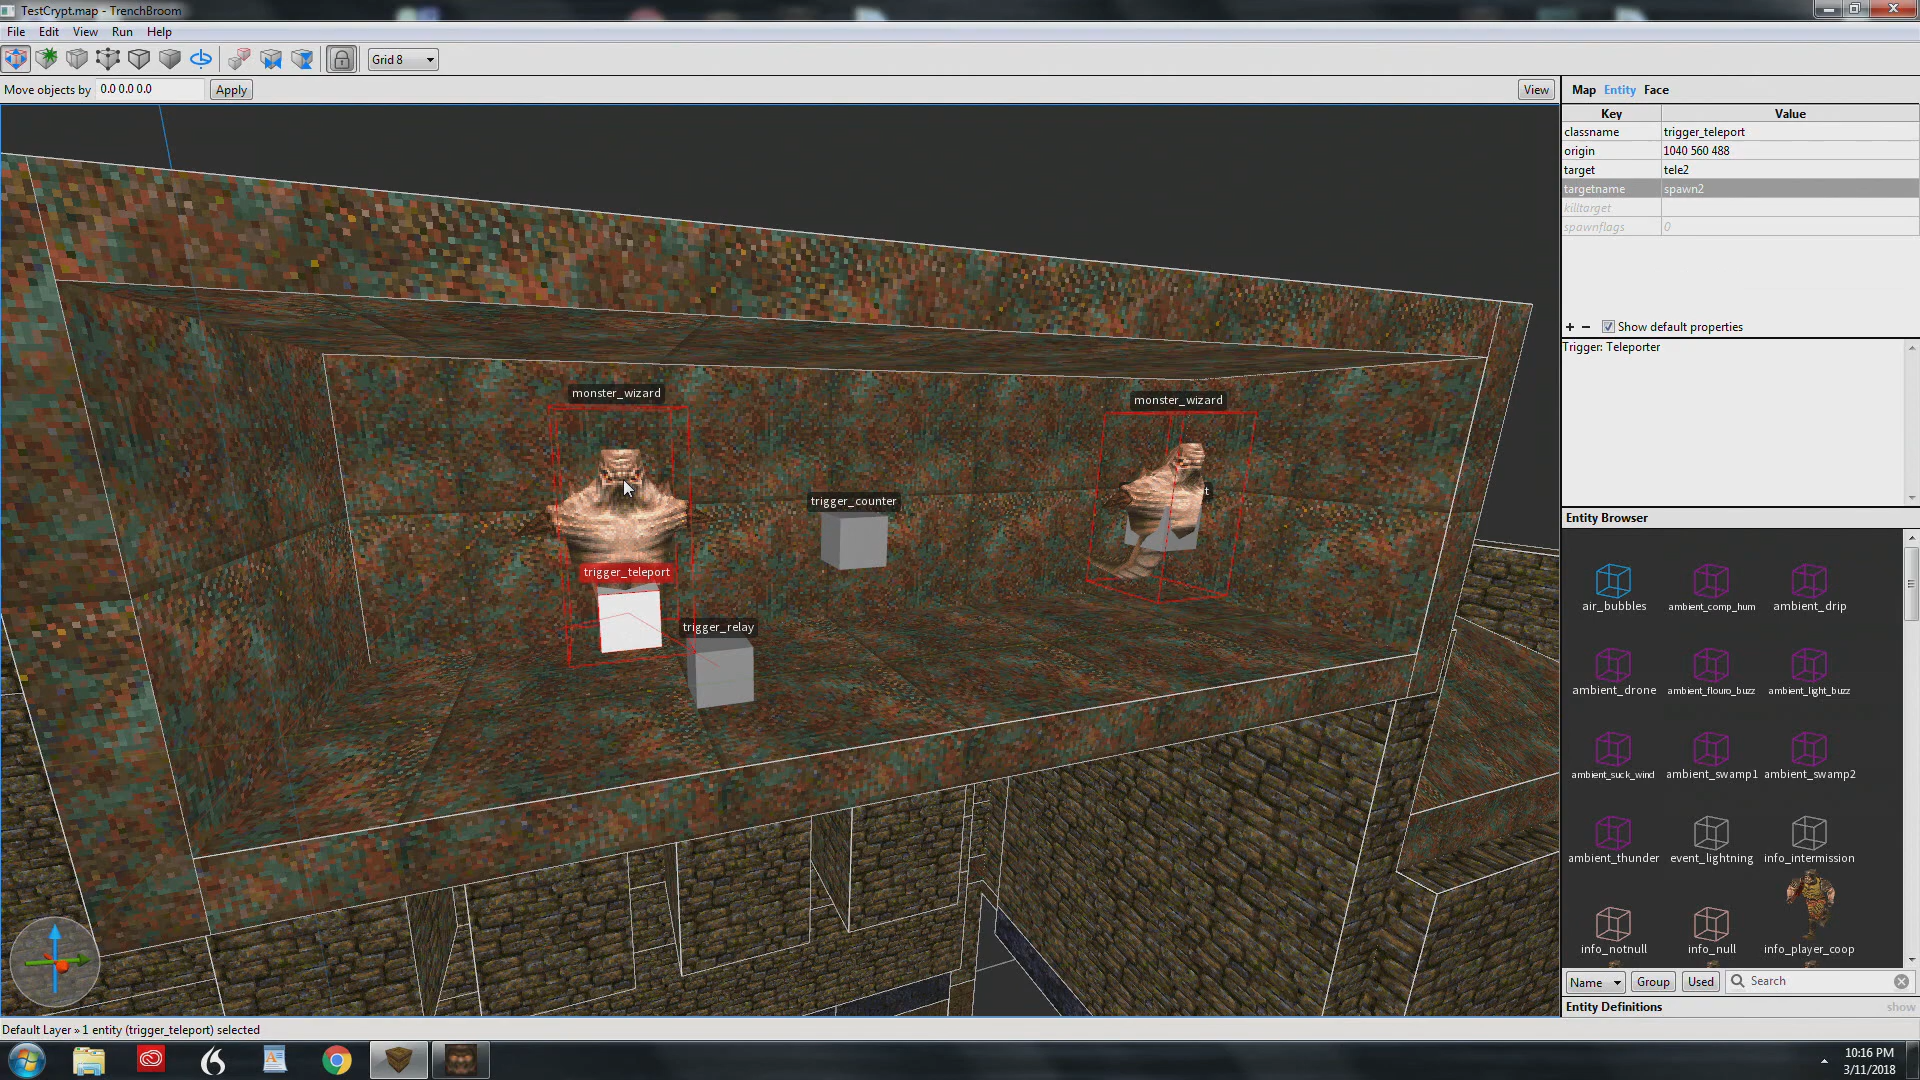 TestCrypt.map - TrenchBroom
File Edit View Run Help
Grid 8
Move objects by 0.0 0.0 0.0 Apply View
Map Entity Face
Key Value
classname trigger_teleport
origin 1040 560 488
target tele2
targetname spawn2
killtarget
spawnflags 0
+ - Show default properties
Trigger: Teleporter
monster_wizard
monster_wizard
trigger_counter
t
trigger_teleport
trigger_relay
Entity Browser
air_bubbles ambient_comp_hum ambient_drip
ambient_drone ambient_flouro_buzz ambient_light_buzz
ambient_suck_wind ambient_swamp1 ambient_swamp2
ambient_thunder event_lightning info_intermission
info_notnull info_null info_player_coop
Name Group Used Search
Entity Definitions show
Default Layer » 1 entity (trigger_teleport) selected
10:16 PM
3/11/2018